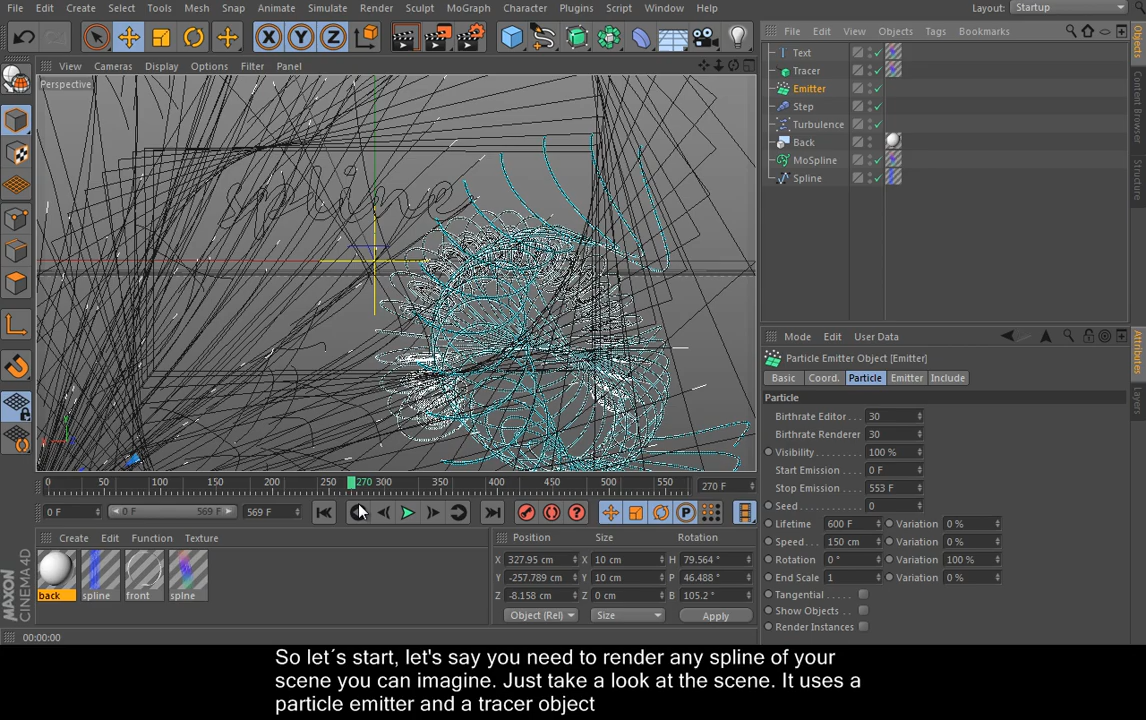 File Edit Create Select Tools Mesh Snap Animate Simulate Render Sculpt MoGraph Character Plugins Script Window Help Layout: Startup
X Y Z
File Edit View Objects Tags Bookmarks
View Cameras Display Options Filter Panel
Perspective
Text
Tracer
Emitter
Step
Turbulence
Back
MoSpline
Spline
Objects
Content Browser
Structure
Attributes
Layers
spline
Mode Edit User Data
Particle Emitter Object [Emitter]
Basic Coord. Particle Emitter Include
Particle
Birthrate Editor . . . 30
Birthrate Renderer 30
Visibility . . . . . . . . . 100 %
Start Emission . . . 0 F
Stop Emission . . . . 553 F
Seed . . . . . . . . . . . . 0
Lifetime 600 F Variation 0 %
Speed . . . 150 cm Variation 0 %
Rotation 0 ° Variation 100 %
End Scale 1 Variation 0 %
Tangential . . . . .
Show Objects . .
Render Instances
0 50 100 150 200 250 270 300 350 400 450 500 550 270 F
0 F 0 F 569 F 569 F
P
Create Edit Function Texture
back spline front splne
MAXON
CINEMA 4D
Position Size Rotation
X 327.95 cm X 10 cm H 79.564 °
Y -257.789 cm Y 10 cm P 46.488 °
Z -8.158 cm Z 0 cm B 105.2 °
Object (Rel) Size Apply
00:00:00
So let´s start, let's say you need to render any spline of your
scene you can imagine. Just take a look at the scene. It uses a
particle emitter and a tracer object